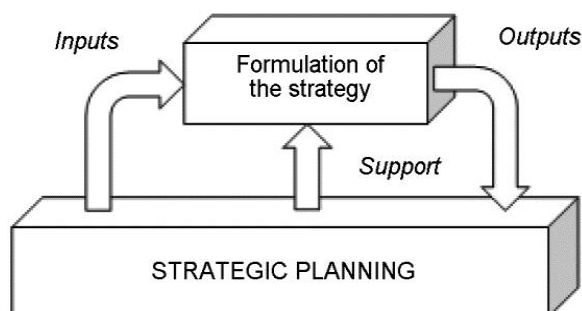 Inputs
Outputs
Formulation of
the strategy
Support
STRATEGIC PLANNING